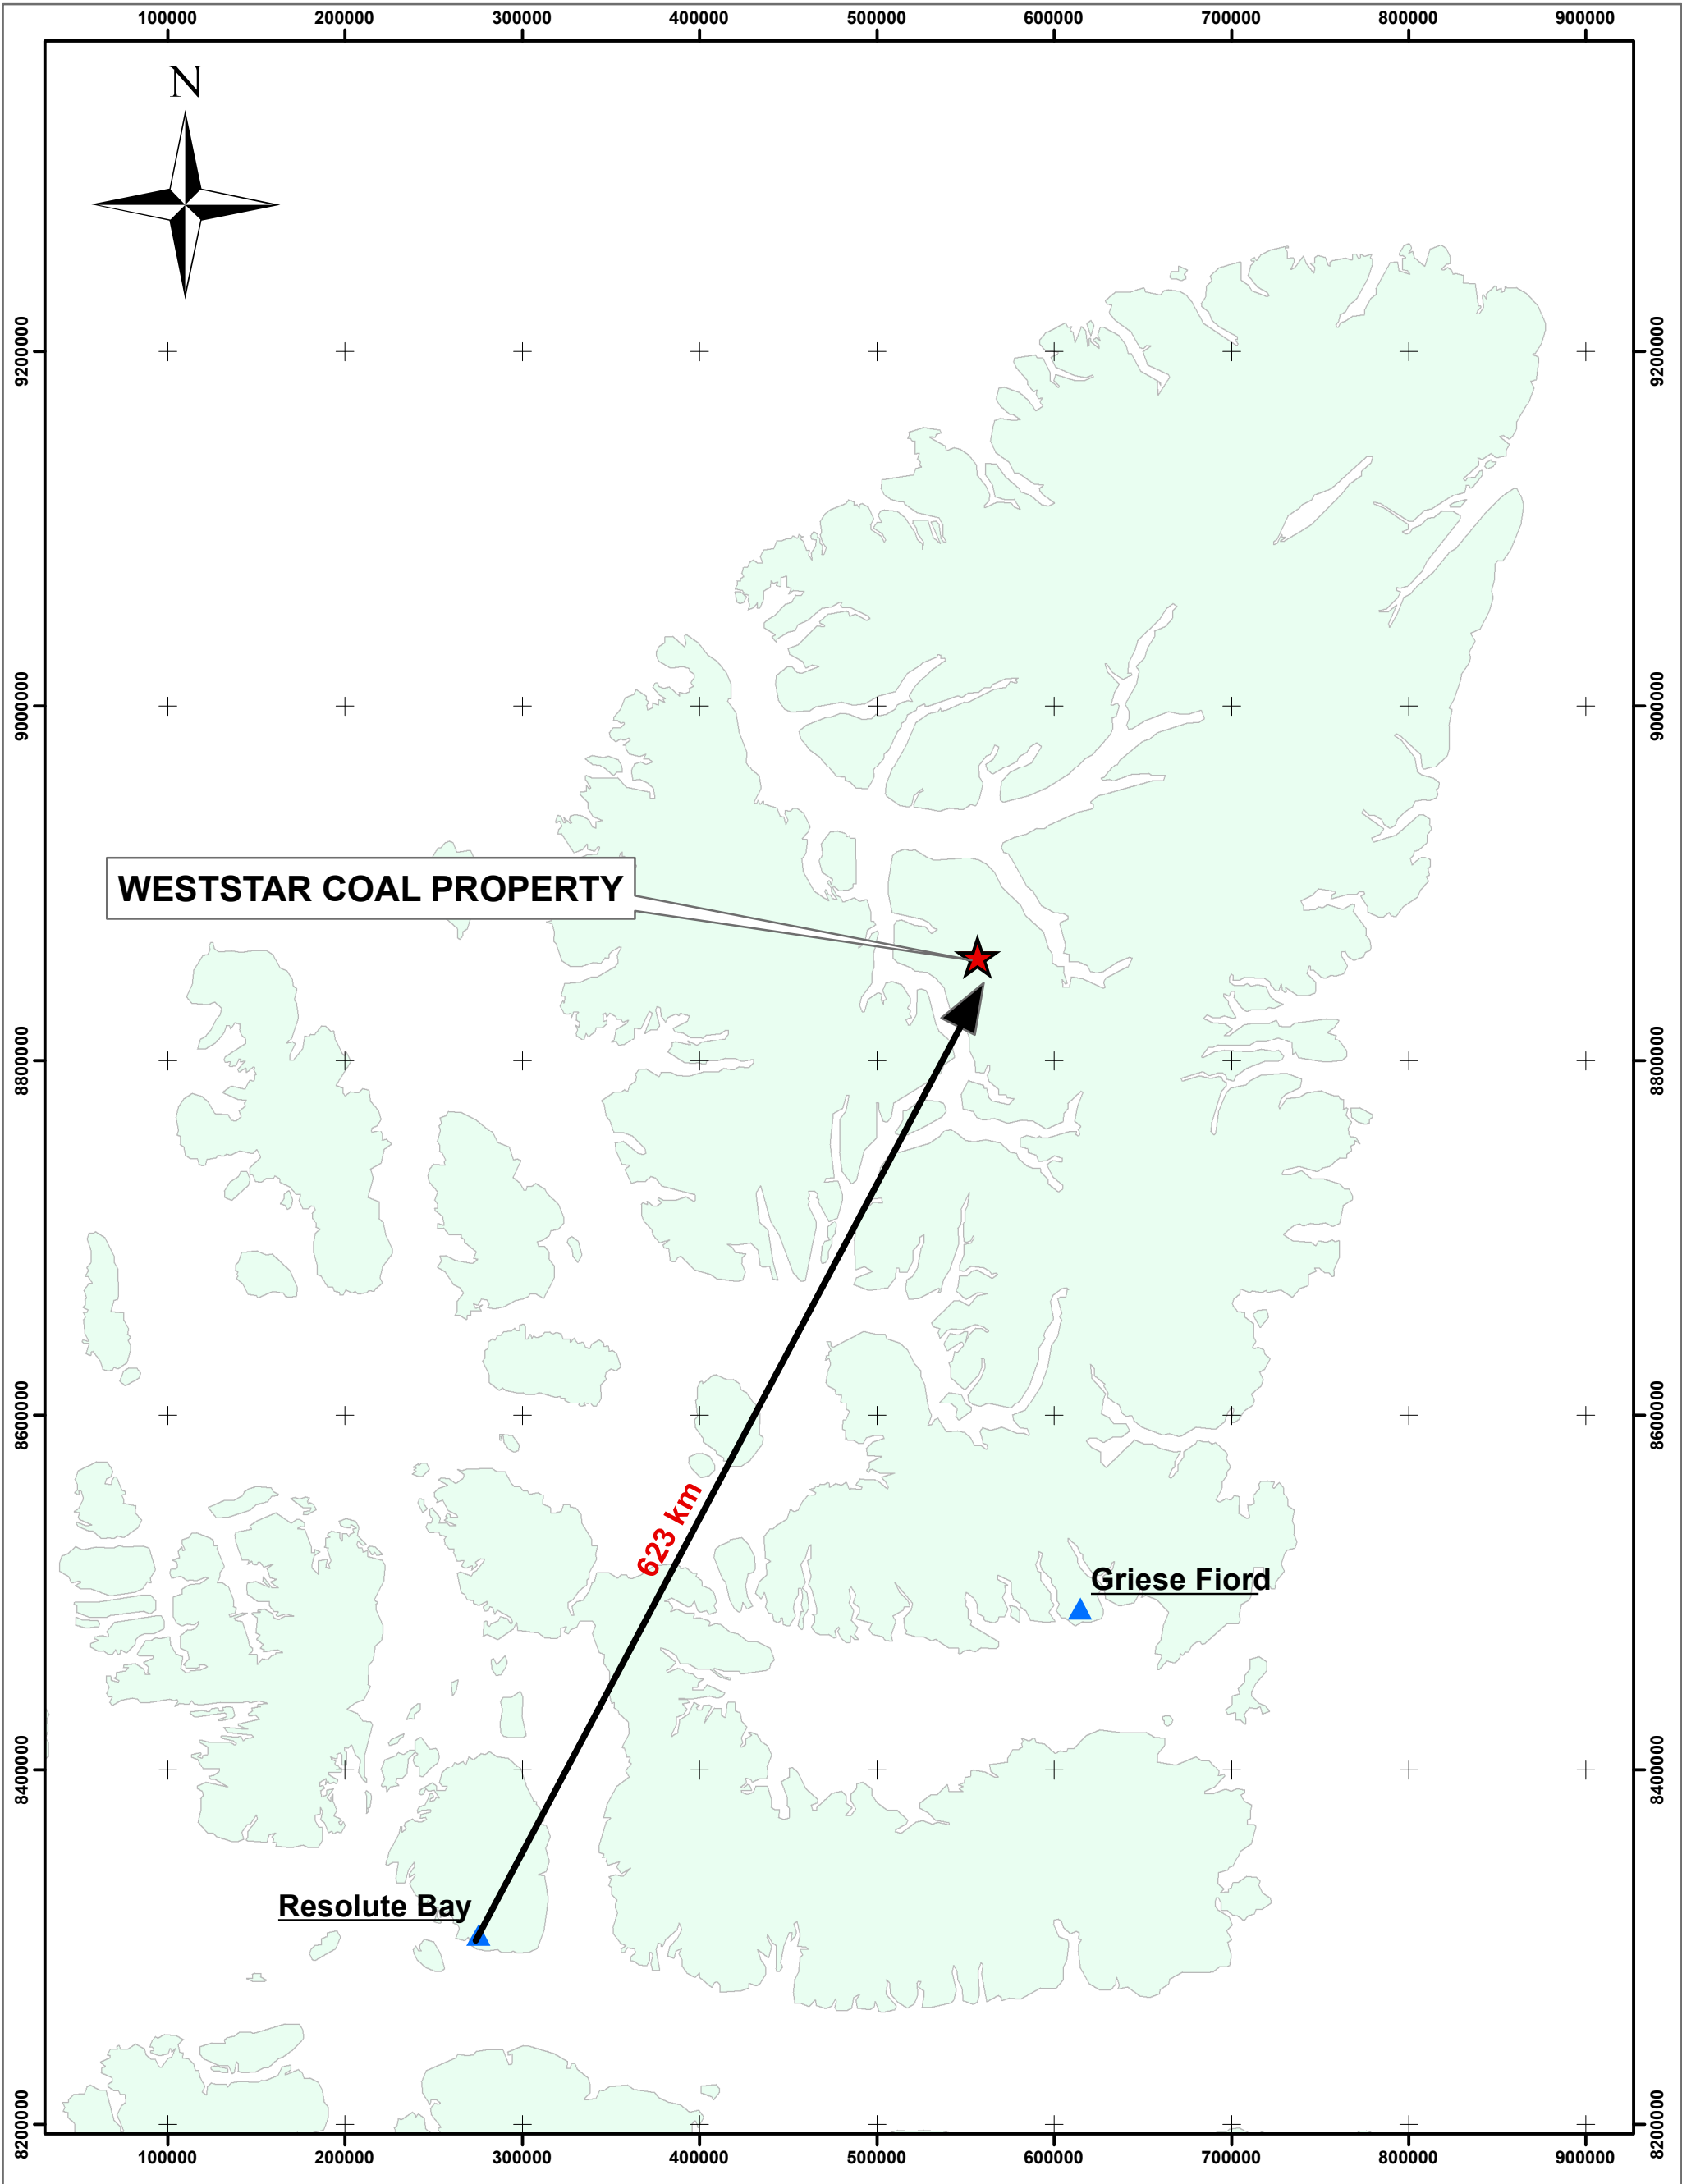 100000 200000 300000 400000 500000 600000 700000 800000 900000
N
9200000 9200000
9000000 9000000
WESTSTAR COAL PROPERTY
8800000 8800000
8600000 8600000
623 km
Griese Fiord
8400000 8400000
Resolute Bay
8200000 8200000
100000 200000 300000 400000 500000 600000 700000 800000 900000